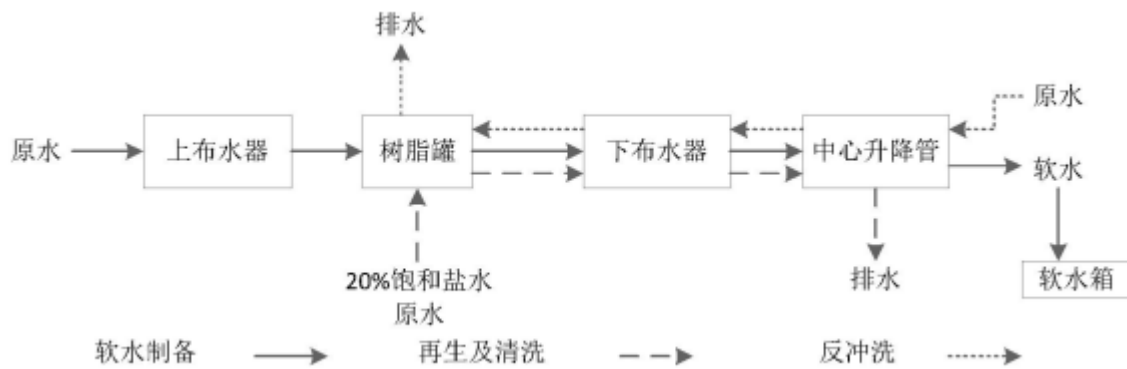 排水
原水
原水
上布水器
树脂罐
下布水器
中心升降管
软水
20%饱和盐水
原水
排水
软水箱
软水制备
再生及清洗
反冲洗